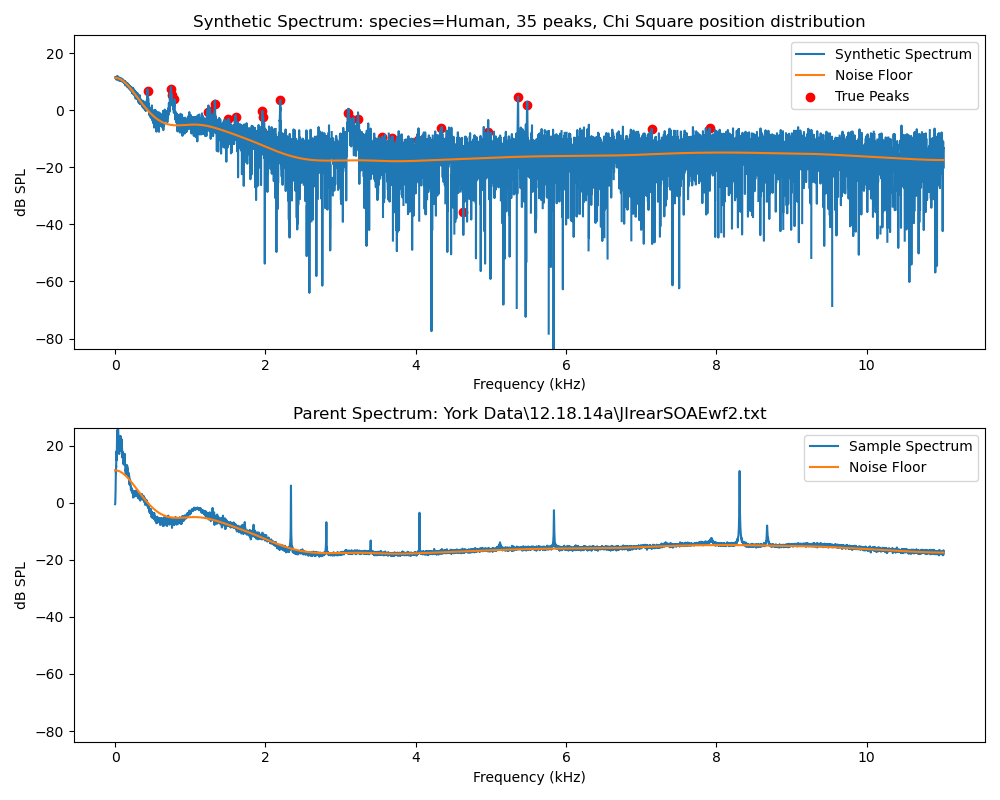 Synthetic Spectrum: species=Human, 35 peaks, Chi Square position distribution
20
0
−20
−40
−60
−80
dB SPL
Synthetic Spectrum
Noise Floor
True Peaks
0 2 4 6 8 10
Frequency (kHz)
Parent Spectrum: York Data\12.18.14a\JIrearSOAEwf2.txt
20
0
−20
−40
−60
−80
dB SPL
Sample Spectrum
Noise Floor
0 2 4 6 8 10
Frequency (kHz)